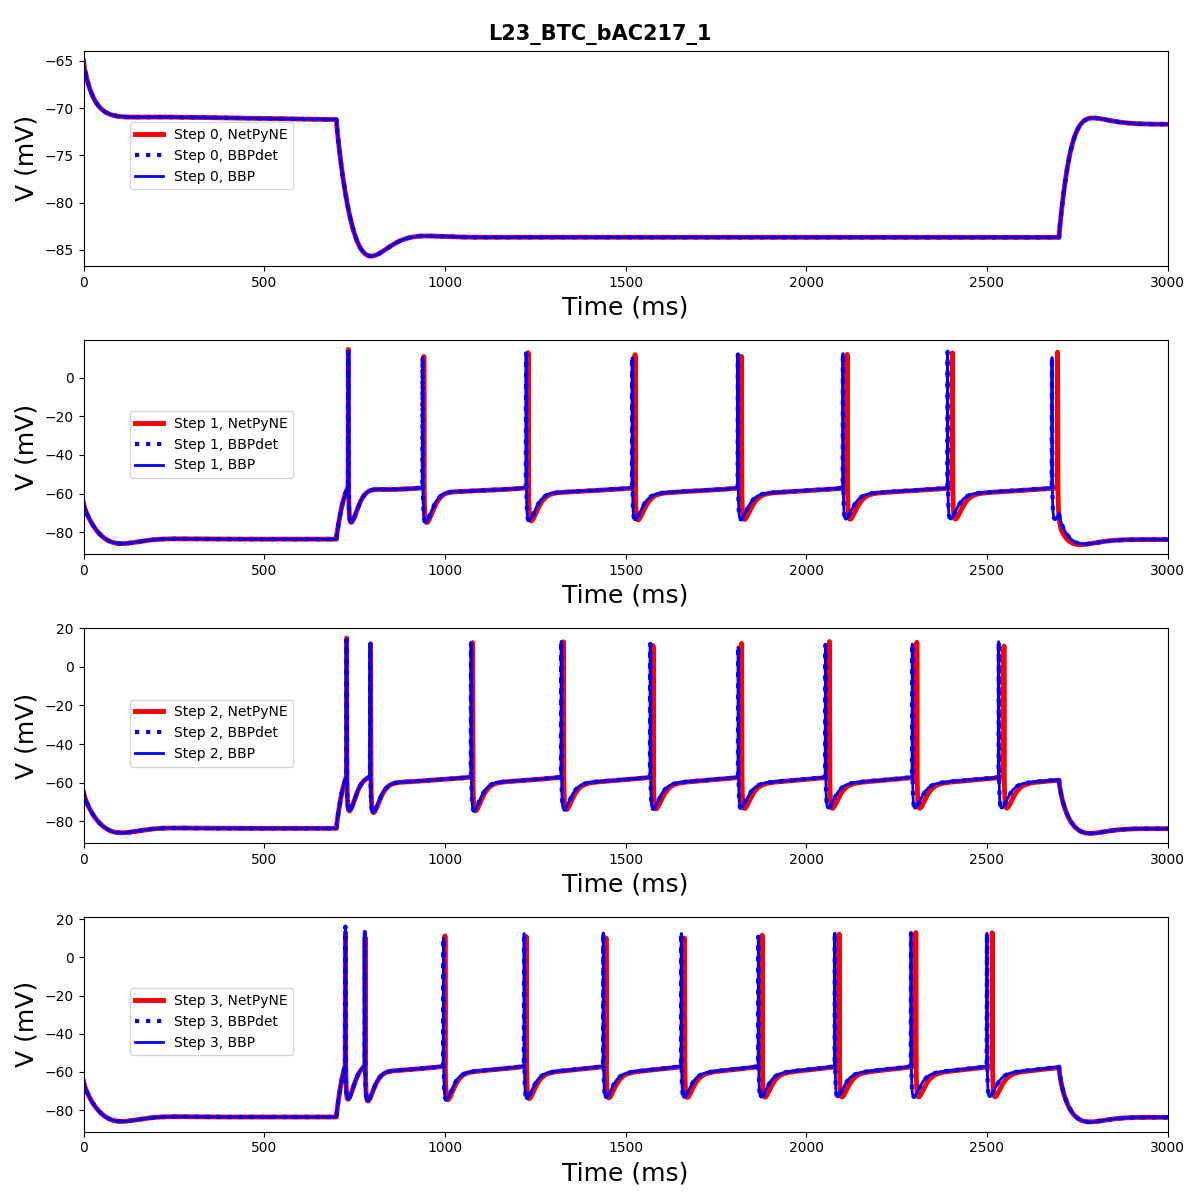 L23_BTC_bAC217_1
−65
−70
−75
−80
−85
V (mV)
Step 0, NetPyNE
Step 0, BBPdet
Step 0, BBP
0 500 1000 1500 2000 2500 3000
Time (ms)
0
−20
−40
−60
−80
V (mV)
Step 1, NetPyNE
Step 1, BBPdet
Step 1, BBP
0 500 1000 1500 2000 2500 3000
Time (ms)
20
0
−20
−40
−60
−80
V (mV)
Step 2, NetPyNE
Step 2, BBPdet
Step 2, BBP
0 500 1000 1500 2000 2500 3000
Time (ms)
20
0
−20
−40
−60
−80
V (mV)
Step 3, NetPyNE
Step 3, BBPdet
Step 3, BBP
0 500 1000 1500 2000 2500 3000
Time (ms)